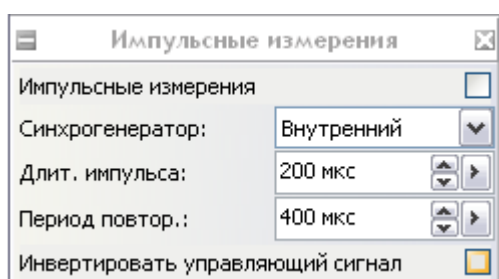 Импульсные измерения
Импульсные измерения
Синхрогенератор: Внутренний
Длит. импульса: 200 мкс
Период повтор.: 400 мкс
Инвертировать управляющий сигнал